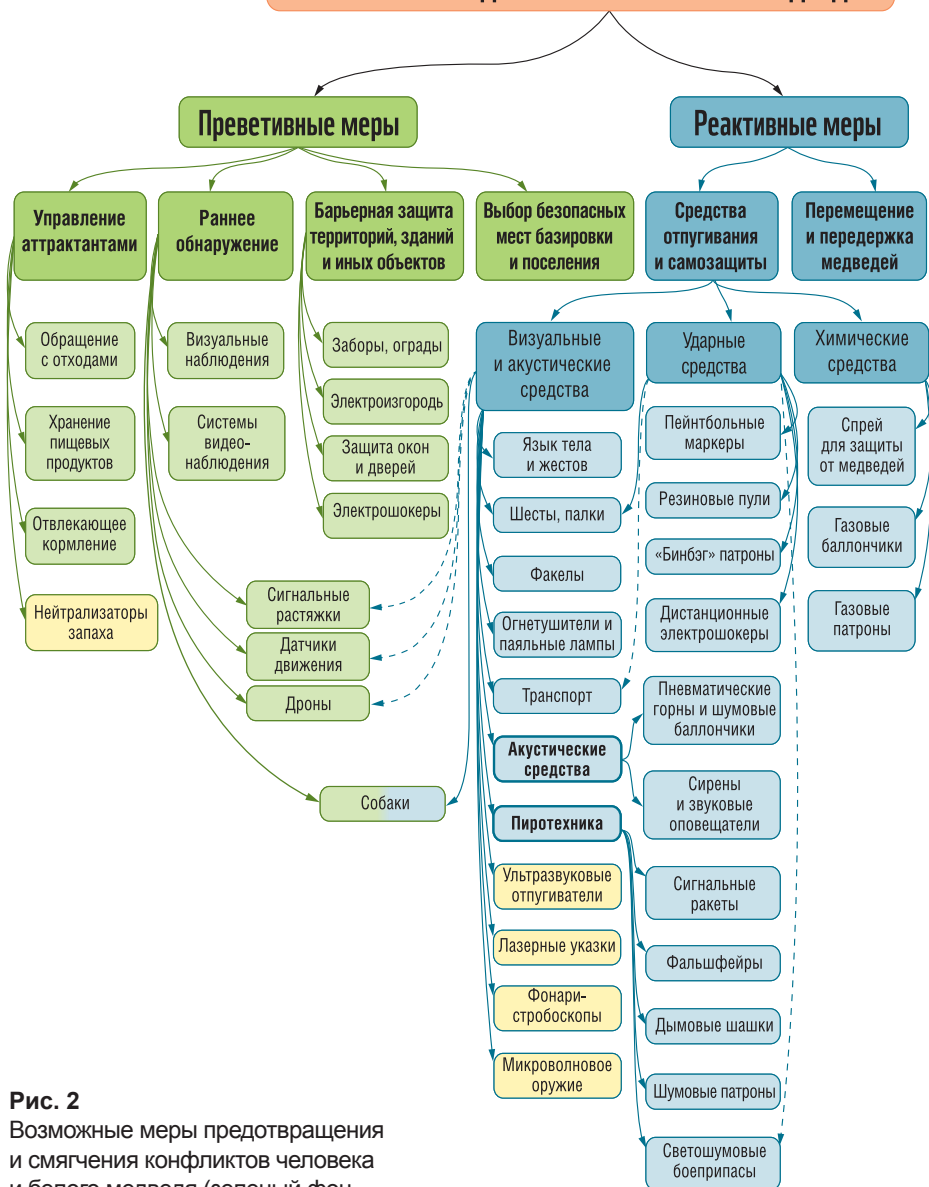 Преветивные меры
Реактивные меры
Управление
аттрактантами
Раннее
обнаружение
Барьерная защита
территорий, зданий
и иных объектов
Выбор безопасных
мест базировки
и поселения
Средства
отпугивания
и самозащиты
Перемещение
и передержка
медведей
Обращение
с отходами
Хранение
пищевых
продуктов
Отвлекающее
кормление
Нейтрализаторы
запаха
Визуальные
наблюдения
Системы
видео-
наблюдения
Сигнальные
растяжки
Датчики
движения
Дроны
Собаки
Заборы, ограды
Электроизгородь
Защита окон
и дверей
Электрошокеры
Визуальные
и акустические
средства
Язык тела
и жестов
Шесты, палки
Факелы
Огнетушители и
паяльные лампы
Транспорт
Акустические
средства
Пиротехника
Ультразвуковые
отпугиватели
Лазерные указки
Фонари-
стробоскопы
Микроволновое
оружие
Ударные
средства
Пейнтбольные
маркеры
Резиновые пули
«Бинбэг» патроны
Дистанционные
электрошокеры
Пневматические
горны и шумовые
баллончики
Сирены
и звуковые
оповещатели
Сигнальные
ракеты
Фальшфейры
Дымовые шашки
Шумовые патроны
Светошумовые
боеприпасы
Химические
средства
Спрей
для защиты
от медведей
Газовые
баллончики
Газовые
патроны
Рис. 2
Возможные меры предотвращения
и смягчения конфликтов человека
и белого медведя (зеленый фон